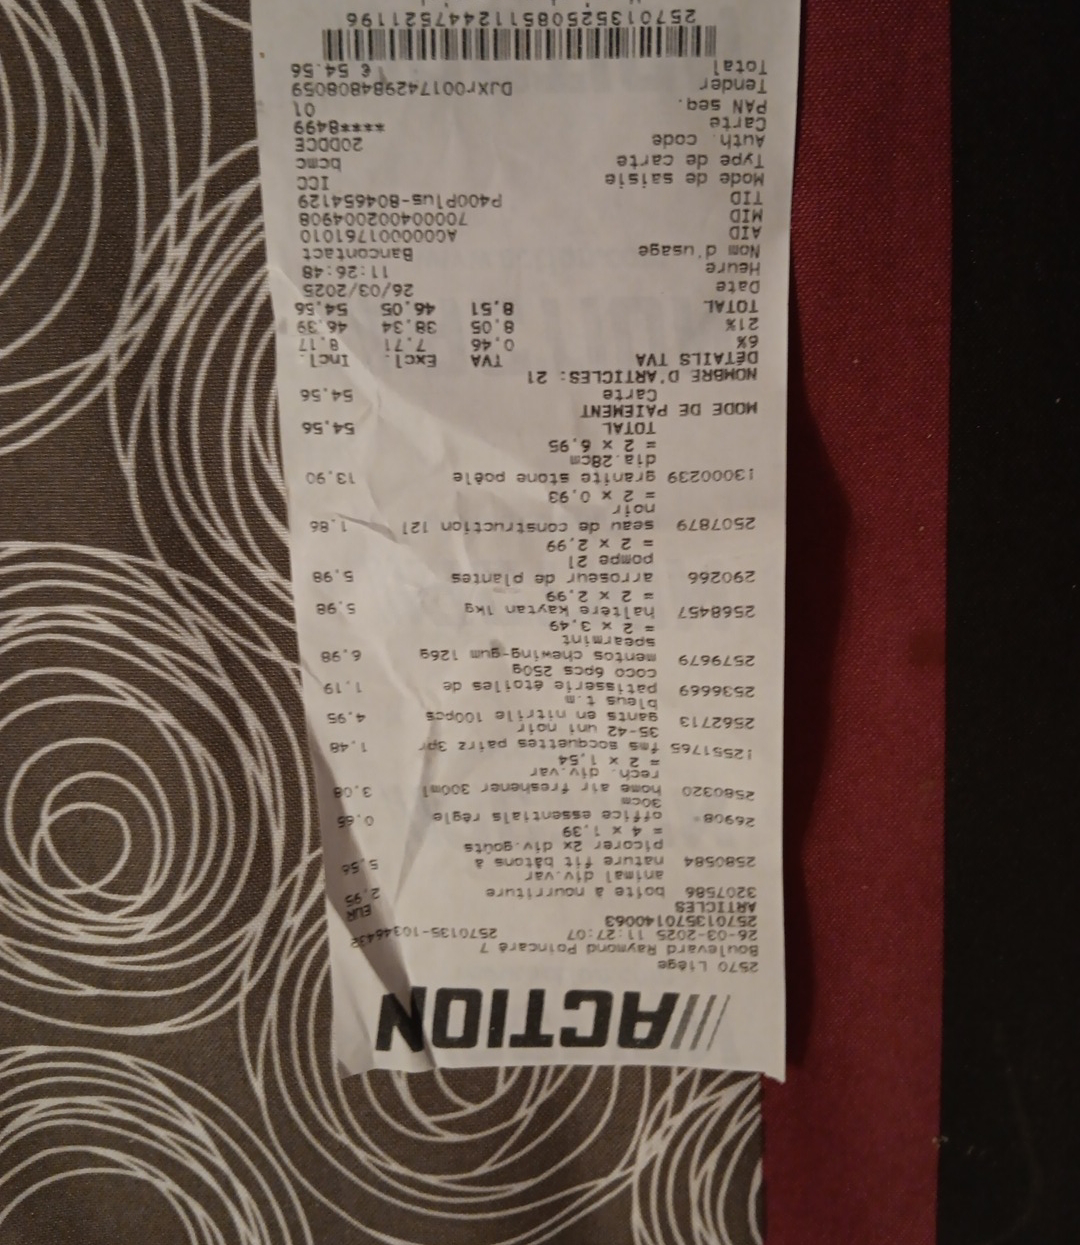 ACTION
2570 Liège
Boulevard Raymond Poincaré 7
26-03-2025 11:27:07 2570135-10346432
257013570140063
ARTICLES EUR
3207586 boîte à nourriture 2,95
animal div.var
2580584 nature fit bâtons à 5,56
picorer 2x div.goûts
= 4 x 1,39
26908 office essentials règle 0,65
30cm
2580320 home air freshener 300ml 3,08
rech. div.var
= 2 x 1,54
!2551765 fms socquettes pairz 3pr 1,48
35-42 uni noir
2562713 gants en nitrile 100pcs 4,95
bleus t.m
2536669 patisserie étoiles de 1,19
coco 6pcs 250g
2579679 mentos chewing-gum 126g 6,98
spearmint
= 2 x 3,49
2568457 haltère kaytan 1kg 5,98
= 2 x 2,99
290266 arroseur de plantes 5,98
pompe 2l
= 2 x 2,99
2507879 seau de construction 12l 1,86
noir
= 2 x 0,93
!3000239 granite stone poêle 13,90
dia.28cm
= 2 x 6,95
TOTAL 54,56
MODE DE PAIEMENT
Carte 54,56
NOMBRE D'ARTICLES: 21
DÉTAILS TVA TVA Excl. Incl.
6% 0,46 7,71 8,17
21% 8,05 38,34 46,39
TOTAL 8,51 46,05 54,56
Date 26/03/2025
Heure 11:26:48
Nom d'usage Bancontact
AID A0000001761010
MID 700004002004908
TID P400Plus-804654129
Mode de saisie ICC
Type de carte bcmc
Auth. code 20DDCE
Carte ****8499
PAN seq. 01
Tender DJXr001742984808059
Total € 54.56
257013525085112447521196